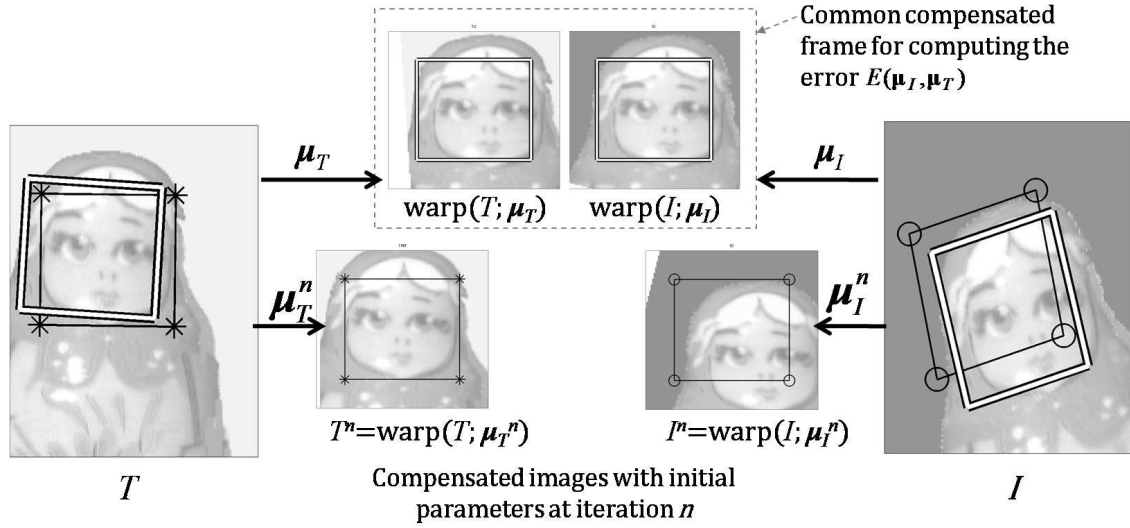 Common compensated
frame for computing the
error E(μ_I,μ_T)
μ_T
μ_I
warp(T; μ_T)
warp(I; μ_I)
μ_T^n
μ_I^n
T^n=warp(T; μ_T^n)
I^n=warp(I; μ_I^n)
T
Compensated images with initial
parameters at iteration n
I